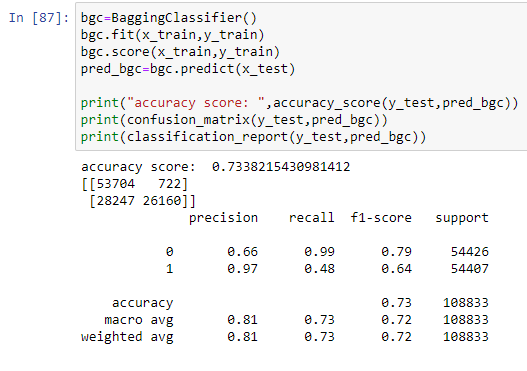 In [87]: bgc=BaggingClassifier()
bgc.fit(x_train,y_train)
bgc.score(x_train,y_train)
pred_bgc=bgc.predict(x_test)
print("accuracy score: ",accuracy_score(y_test,pred_bgc))
print(confusion_matrix(y_test,pred_bgc))
print(classification_report(y_test,pred_bgc))
accuracy score:  0.7338215430981412
[[53704   722]
 [28247 26160]]
              precision    recall  f1-score   support
           0       0.66      0.99      0.79     54426
           1       0.97      0.48      0.64     54407
    accuracy                           0.73    108833
   macro avg       0.81      0.73      0.72    108833
weighted avg       0.81      0.73      0.72    108833